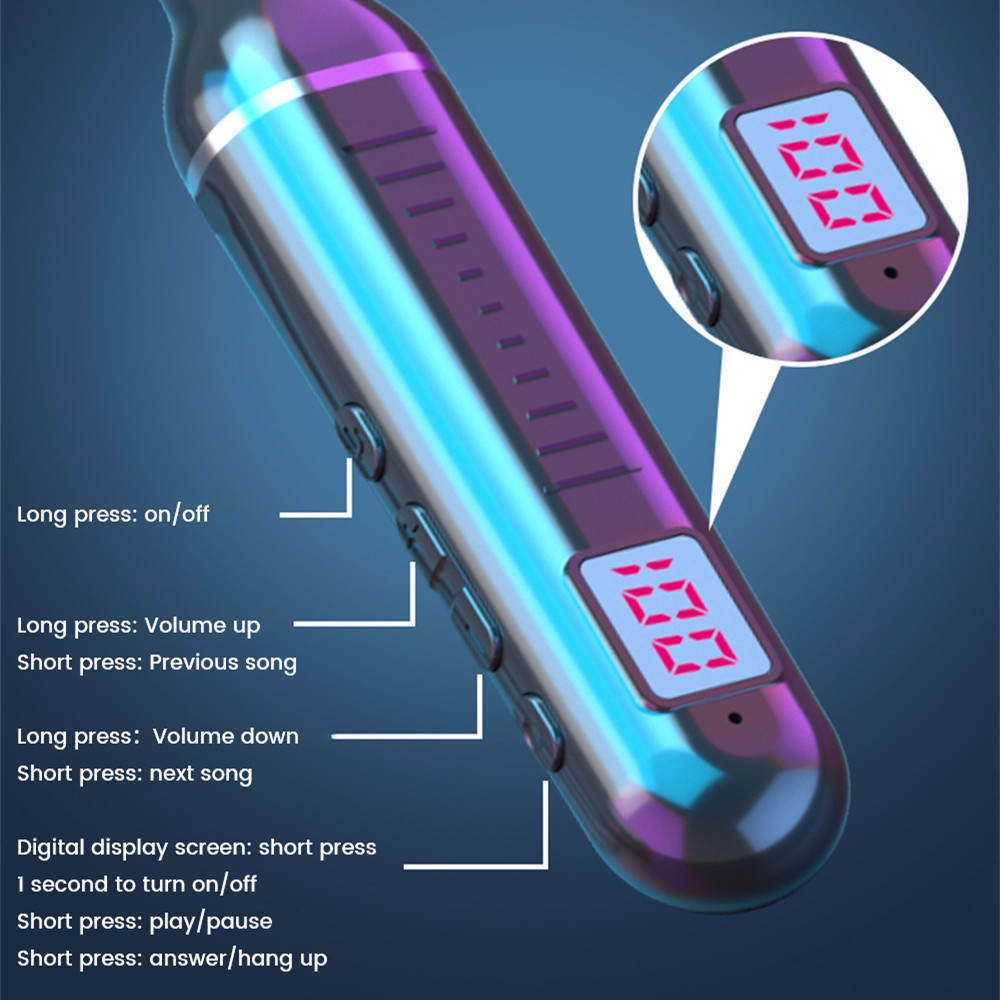 100
100
Long press: on/off
Long press: Volume up
Short press: Previous song
Long press: Volume down
Short press: next song
Digital display screen: short press
1 second to turn on/off
Short press: play/pause
Short press: answer/hang up